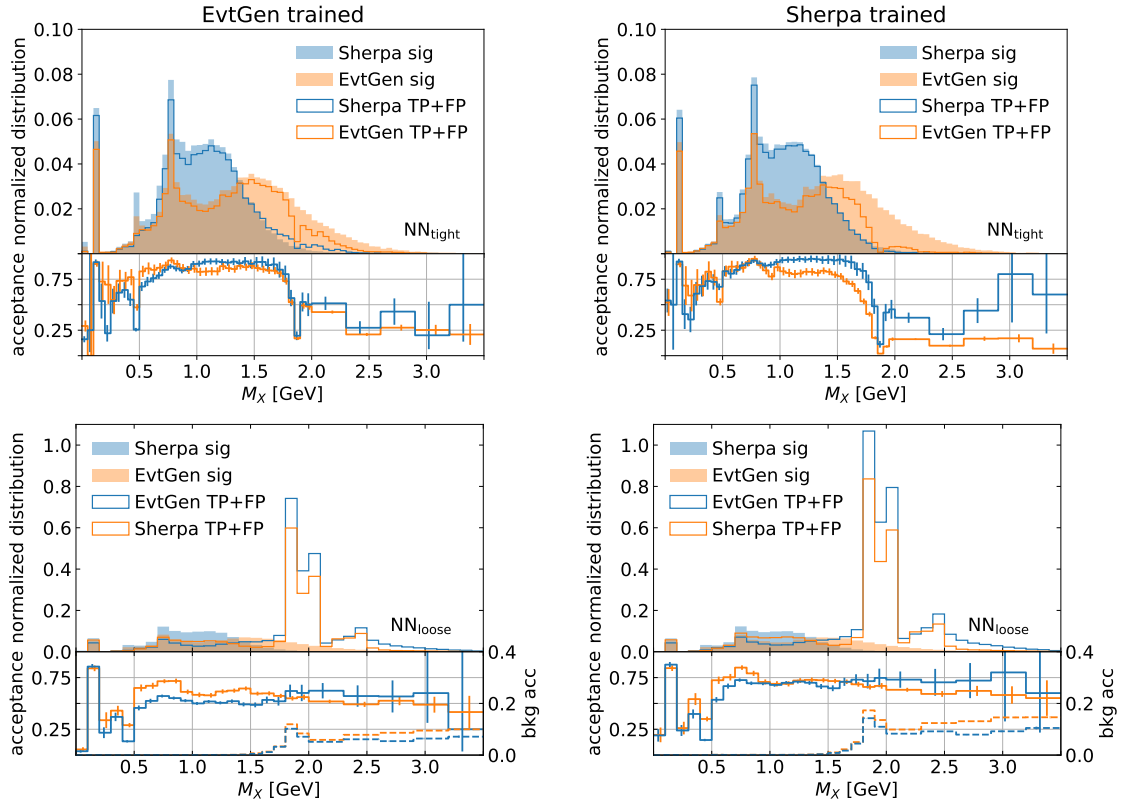 EvtGen trained
acceptance normalized distribution
0.10
0.08
0.06
0.04
0.02
Sherpa sig
EvtGen sig
Sherpa TP+FP
EvtGen TP+FP
NNtight
0.75
0.25
0.5
1.0
1.5
2.0
2.5
3.0
MX [GeV]
Sherpa trained
acceptance normalized distribution
0.10
0.08
0.06
0.04
0.02
Sherpa sig
EvtGen sig
Sherpa TP+FP
EvtGen TP+FP
NNtight
0.75
0.25
0.5
1.0
1.5
2.0
2.5
3.0
MX [GeV]
acceptance normalized distribution
1.0
0.8
0.6
0.4
0.2
0.0
Sherpa sig
EvtGen sig
EvtGen TP+FP
Sherpa TP+FP
NNloose
0.75
0.25
0.4
0.2
0.0
bkg acc
0.5
1.0
1.5
2.0
2.5
3.0
MX [GeV]
acceptance normalized distribution
1.0
0.8
0.6
0.4
0.2
0.0
Sherpa sig
EvtGen sig
EvtGen TP+FP
Sherpa TP+FP
NNloose
0.75
0.25
0.4
0.2
0.0
bkg acc
0.5
1.0
1.5
2.0
2.5
3.0
MX [GeV]